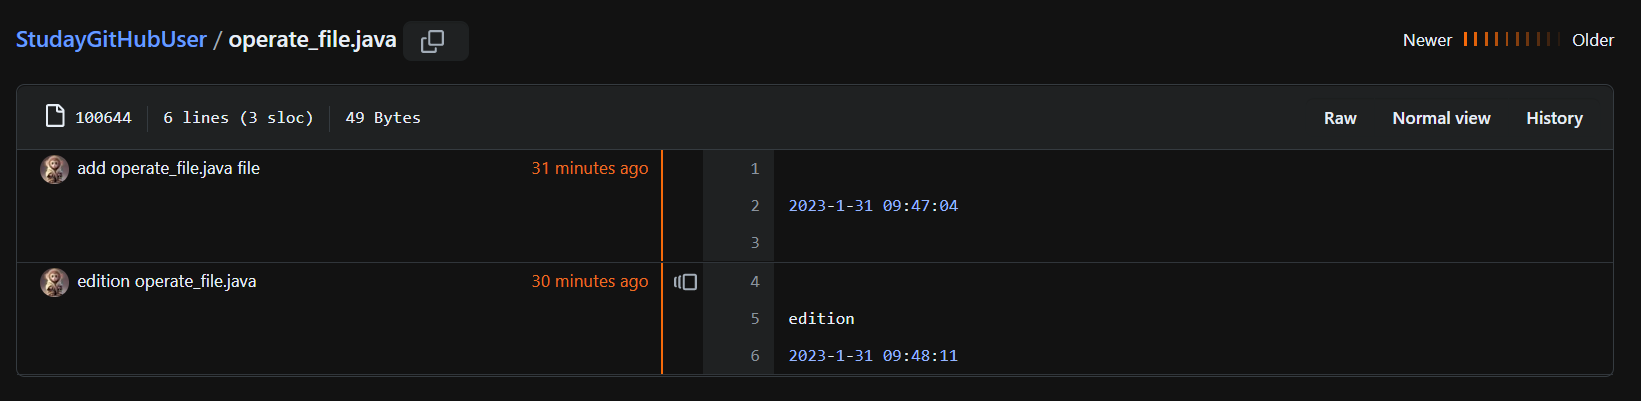 StudayGitHubUser / operate_file.java
Newer Older
100644 6 lines (3 sloc) 49 Bytes
Raw Normal view History
add operate_file.java file 31 minutes ago 1
2 2023-1-31 09:47:04
3
edition operate_file.java 30 minutes ago 4
5 edition
6 2023-1-31 09:48:11